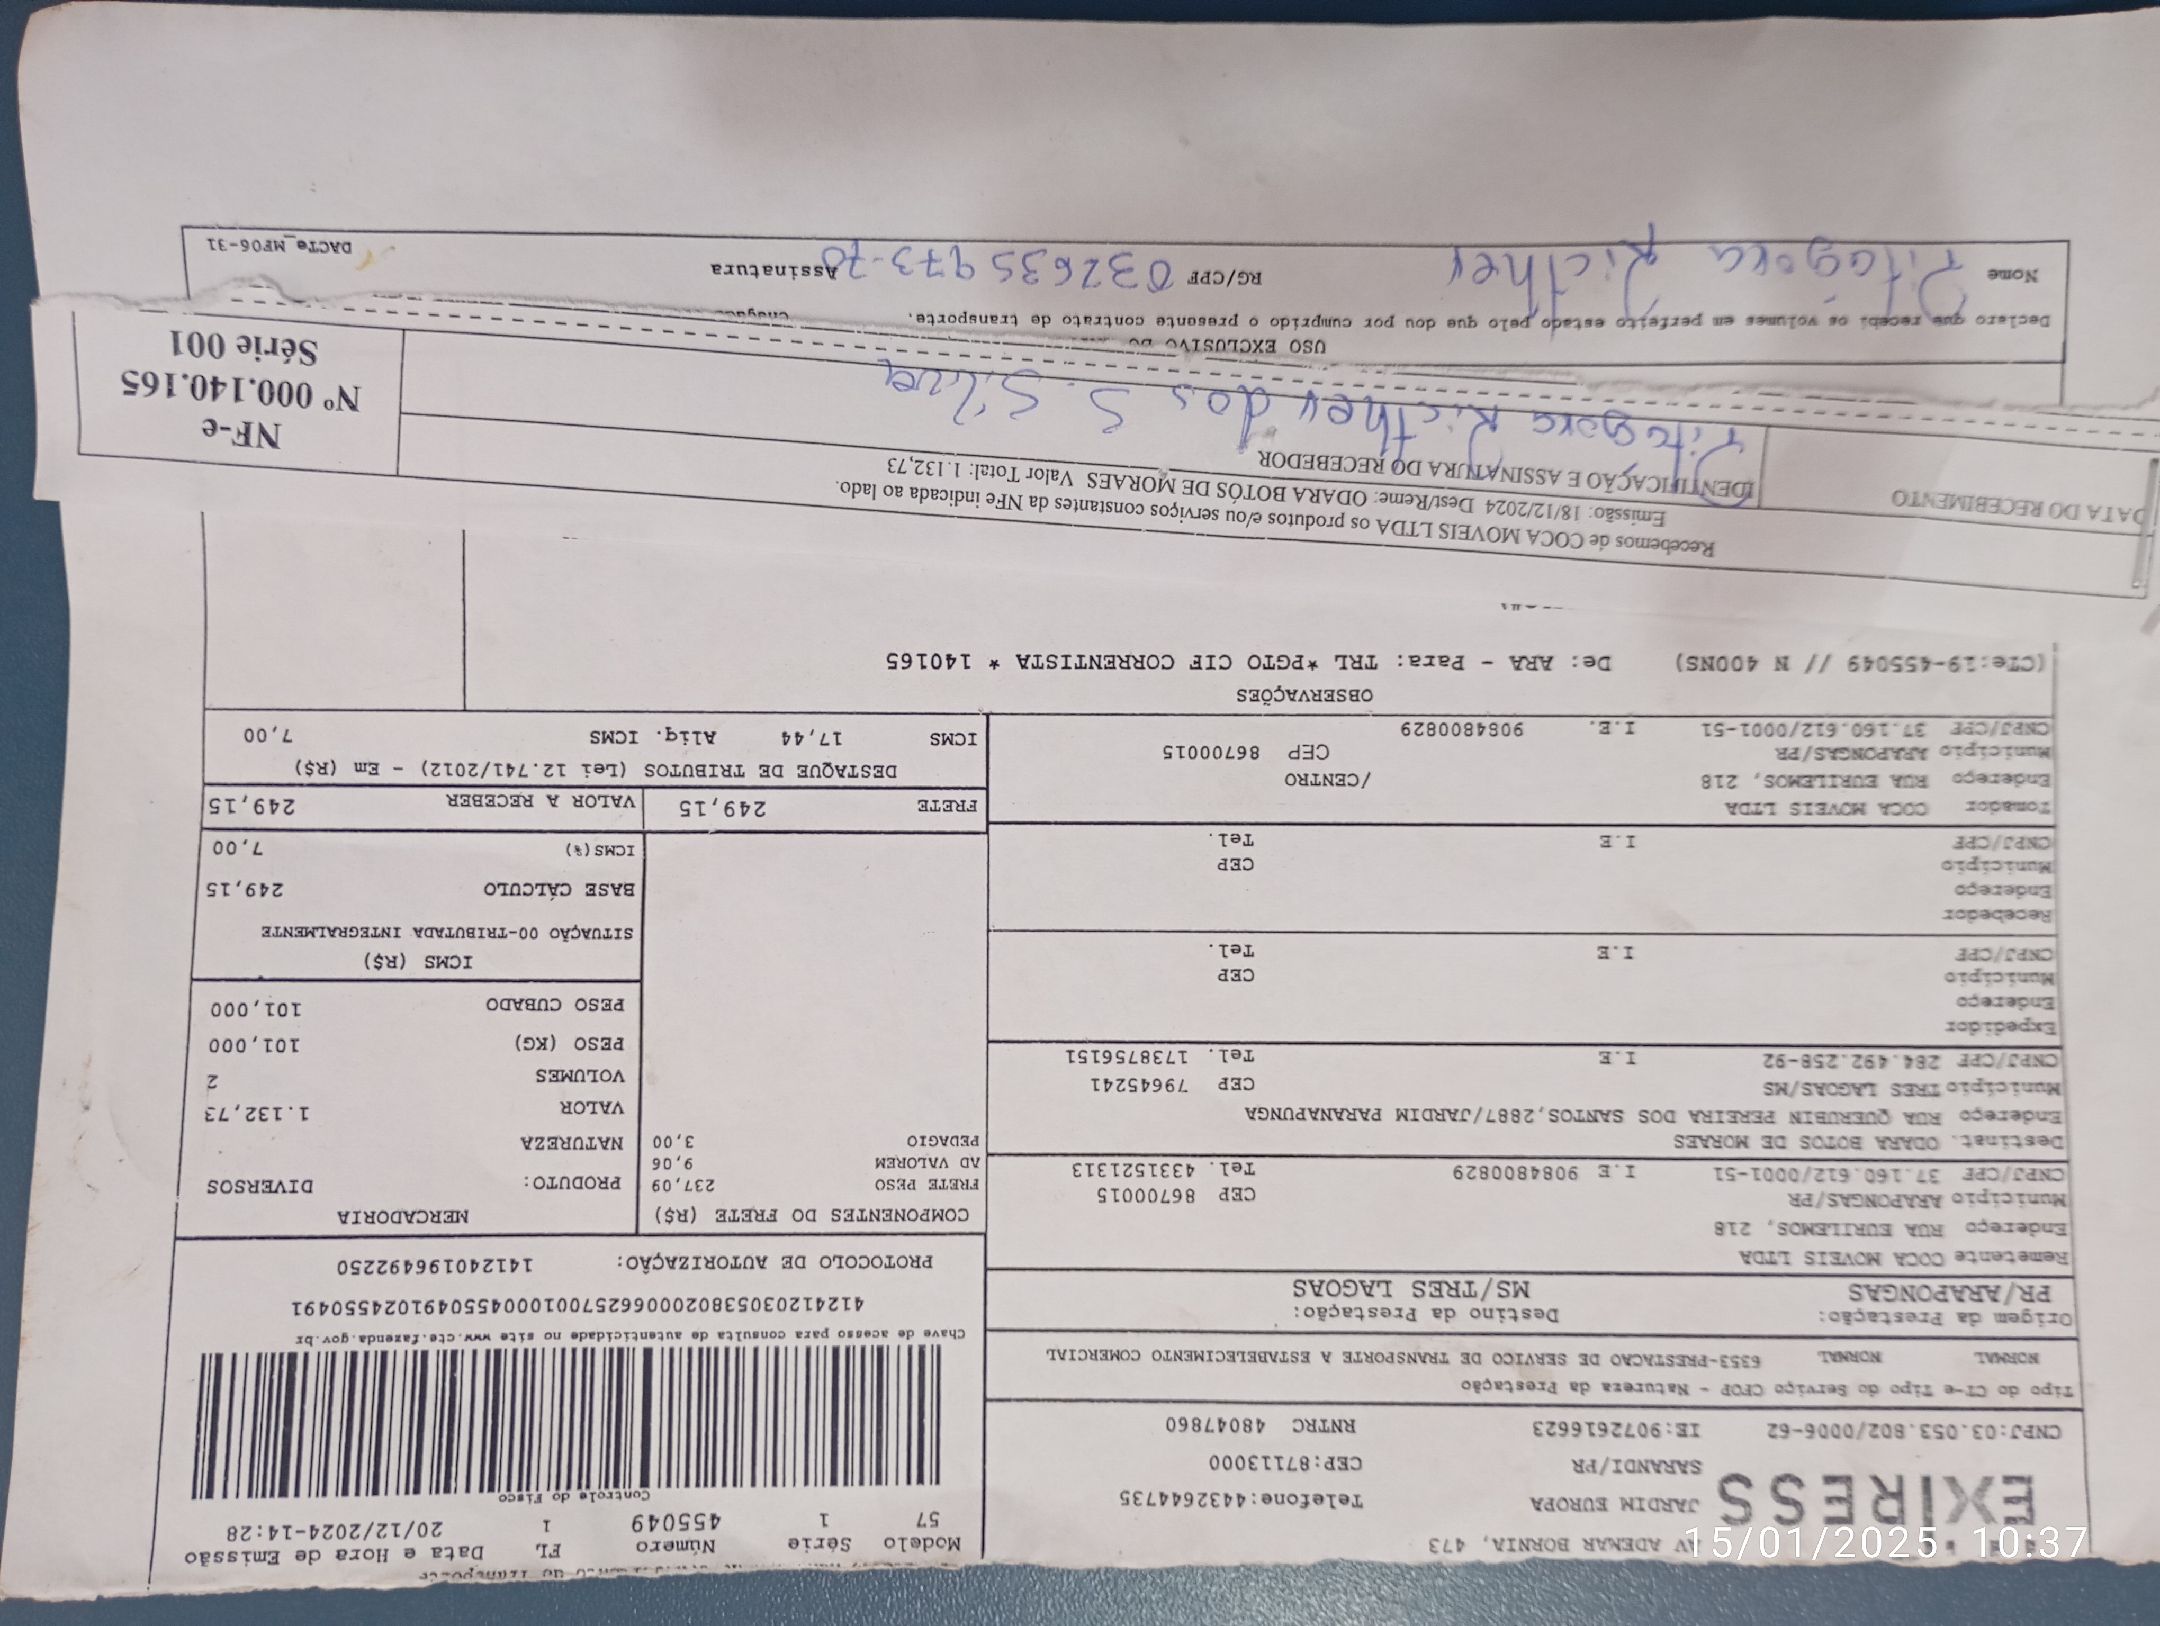 AV ADEMAR BORNIA, 473
EXIRESS
JARDIM EUROPA Telefone:4432644735
SARANDI/PR CEP:87113000
CNPJ:03.053.802/0006-62 IE:9072616623 RNTRC 48047860
Modelo Série Número FL Data e Hora de Emissão
57 1 455049 1 20/12/2024-14:28
Controle do Fisco
Chave de acesso para consulta de autenticidade no site www.cte.fazenda.gov.br
41241203053802000662570010004550491024550491
PROTOCOLO DE AUTORIZAÇÃO: 141240196492250
Tipo do CT-e Tipo do Serviço CFOP - Natureza da Prestação
NORMAL NORMAL 6353-PRESTACAO DE SERVICO DE TRANSPORTE A ESTABELECIMENTO COMERCIAL
Origem da Prestação: Destino da Prestação:
PR/ARAPONGAS MS/TRES LAGOAS
Remetente COCA MOVEIS LTDA
Endereço RUA EURILEMOS, 218
Município ARAPONGAS/PR CEP 86700015
CNPJ/CPF 37.160.612/0001-51 I.E 9084800829 Tel. 4331521313
Destinat. ODARA BOTOS DE MORAES
Endereço RUA QUERUBIN PEREIRA DOS SANTOS,2887/JARDIM PARANAPUNGA
Município TRES LAGOAS/MS CEP 79645241
CNPJ/CPF 284.492.258-92 I.E Tel. 1738756151
Expedidor
Endereço
Município CEP
CNPJ/CPF I.E Tel.
Recebedor
Endereço
Município CEP
CNPJ/CPF I.E Tel.
Tomador COCA MOVEIS LTDA
Endereço RUA EURILEMOS, 218 /CENTRO
Município ARAPONGAS/PR CEP 86700015
CNPJ/CPF 37.160.612/0001-51 I.E. 9084800829
COMPONENTES DO FRETE (R$)
FRETE PESO 237,09
AD VALOREM 9,06
PEDAGIO 3,00
MERCADORIA
PRODUTO: DIVERSOS
NATUREZA
VALOR 1.132,73
VOLUMES 2
PESO (KG) 101,000
PESO CUBADO 101,000
ICMS (R$)
SITUAÇÃO 00-TRIBUTADA INTEGRALMENTE
BASE CÁLCULO 249,15
ICMS(%) 7,00
FRETE 249,15 VALOR A RECEBER 249,15
DESTAQUE DE TRIBUTOS (Lei 12.741/2012) - Em (R$)
ICMS 17,44 Aliq. ICMS 7,00
OBSERVAÇÕES
(CTe:19-455049 // N 400NS) De: ARA - Para: TRL *PGTO CIF CORRENTISTA * 140165
Recebemos de COCA MOVEIS LTDA os produtos e/ou serviços constantes da NFe indicada ao lado.
Emissão: 18/12/2024 Dest/Reme: ODARA BOTÓS DE MORAES Valor Total: 1.132,73
DATA DO RECEBIMENTO IDENTIFICAÇÃO E ASSINATURA DO RECEBEDOR
Pitagora Ricther dos S. Silva
NF-e
Nº 000.140.165
Série 001
USO EXCLUSIVO DO
Declaro que recebi os volumes em perfeito estado pelo que dou por cumprido o presente contrato de transporte.
Nome Pitagora Ricther RG/CPF 032635973-70 Assinatura
DACTe_MF06-31
15/01/2025 10:37